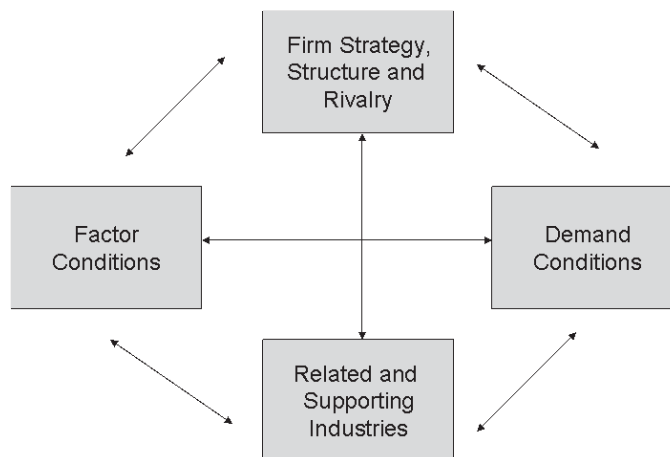 Firm Strategy,
Structure and
Rivalry
Factor
Conditions
Demand
Conditions
Related and
Supporting
Industries